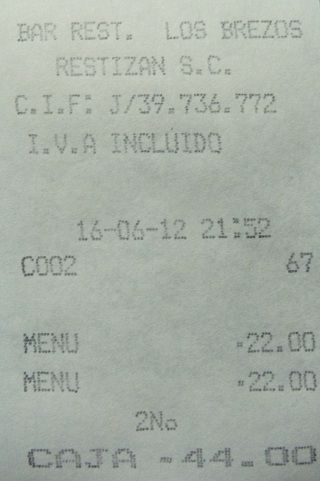 BAR REST. LOS BREZOS
RESTIZAN S.C.
C.I.F: J/39.736.772
I.V.A INCLÚIDO
16-06-12 21:52
C002 67
MENU ·22.00
MENU ·22.00
2No
CAJA ·44.00